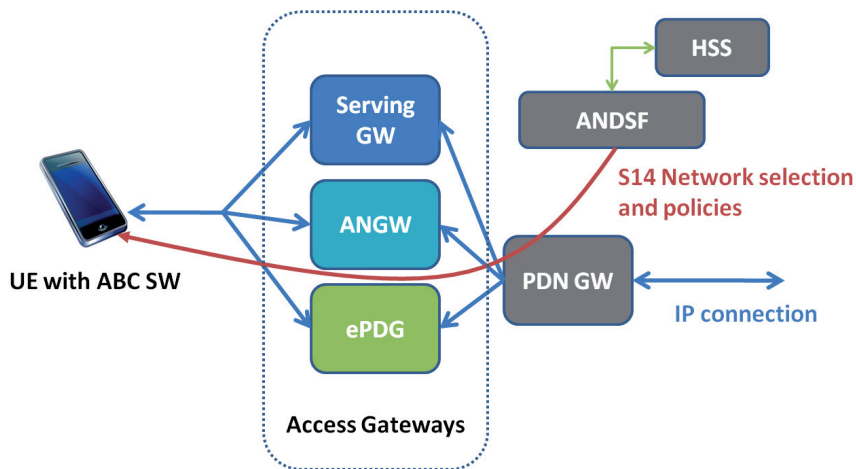 HSS
Serving
GW
ANDSF
S14 Network selection
and policies
ANGW
UE with ABC SW
PDN GW
IP connection
ePDG
Access Gateways